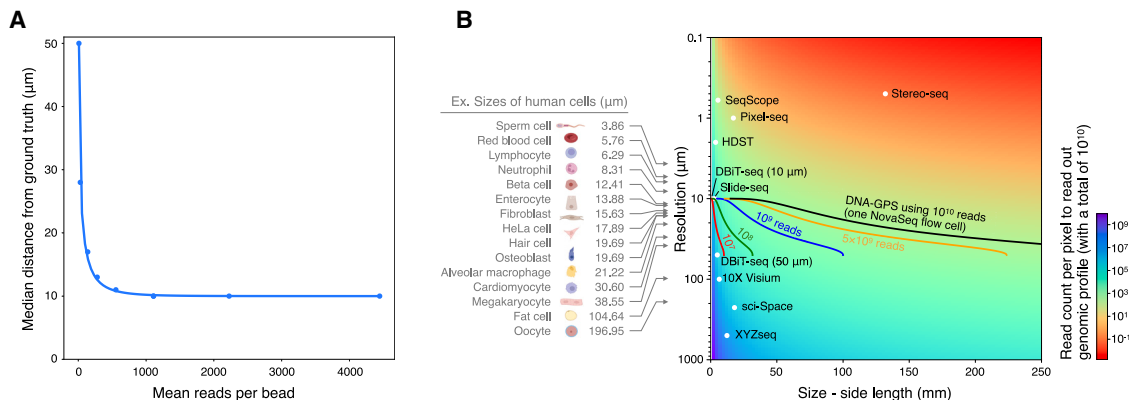 A
Median distance from ground truth (μm)
50
40
30
20
10
0
0
1000
2000
3000
4000
Mean reads per bead
B
Ex. Sizes of human cells (μm)
Sperm cell 3.86
Red blood cell 5.76
Lymphocyte 6.29
Neutrophil 8.31
Beta cell 12.41
Enterocyte 13.88
Fibroblast 15.63
HeLa cell 17.89
Hair cell 19.69
Osteoblast 19.69
Alveolar macrophage 21.22
Cardiomyocyte 30.60
Megakaryocyte 38.55
Fat cell 104.64
Oocyte 196.95
Resolution (μm)
0.1
1
10
100
1000
SeqScope
Stereo-seq
Pixel-seq
HDST
DBiT-seq (10 μm)
Slide-seq
DNA-GPS using 10¹⁰ reads
(one NovaSeq flow cell)
10⁷
10⁸
10⁹ reads
5×10⁹ reads
DBiT-seq (50 μm)
10X Visium
sci-Space
XYZseq
0
50
100
150
200
250
Size - side length (mm)
Read count per pixel to read out
genomic profile (with a total of 10¹⁰)
10⁹
10⁷
10⁵
10³
10¹
10⁻¹